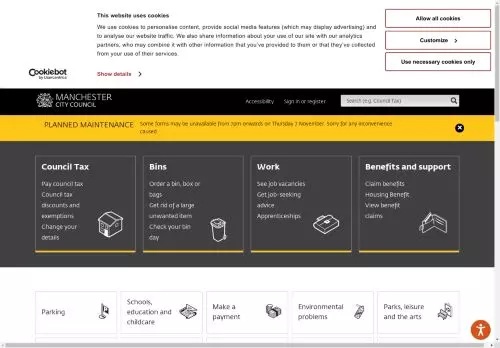 This website uses cookies
We use cookies to personalise content, provide social media features (which may display advertising) and
to analyse our website traffic. We also share information about your use of our site with our analytics
partners, who may combine it with other information that you've provided to them or that they've collected
from your use of their services.
Show details
Allow all cookies
Customize
Use necessary cookies only
Cookiebot
by Usercentrics
MANCHESTER
CITY COUNCIL
Accessibility
Sign in or register
Search (e.g. Council Tax)
PLANNED MAINTENANCE
Some forms may be unavailable from 7pm onwards on Thursday 7 November. Sorry for any inconvenience
caused.
Council Tax
Pay council tax
Council tax
discounts and
exemptions
Change your
details
Bins
Order a bin, box or
bags
Get rid of a large
unwanted item
Check your bin
day
Work
See job vacancies
Get job-seeking
advice
Apprenticeships
Benefits and support
Claim benefits
Housing Benefit
View benefit
claims
Parking
Schools,
education and
childcare
Make a
payment
Environmental
problems
Parks, leisure
and the arts